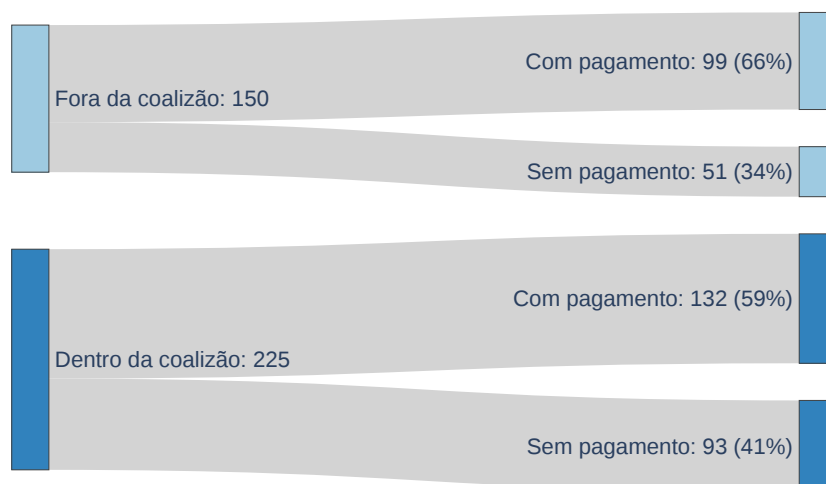 Com pagamento: 99 (66%)
Fora da coalizão: 150
Sem pagamento: 51 (34%)
Com pagamento: 132 (59%)
Dentro da coalizão: 225
Sem pagamento: 93 (41%)